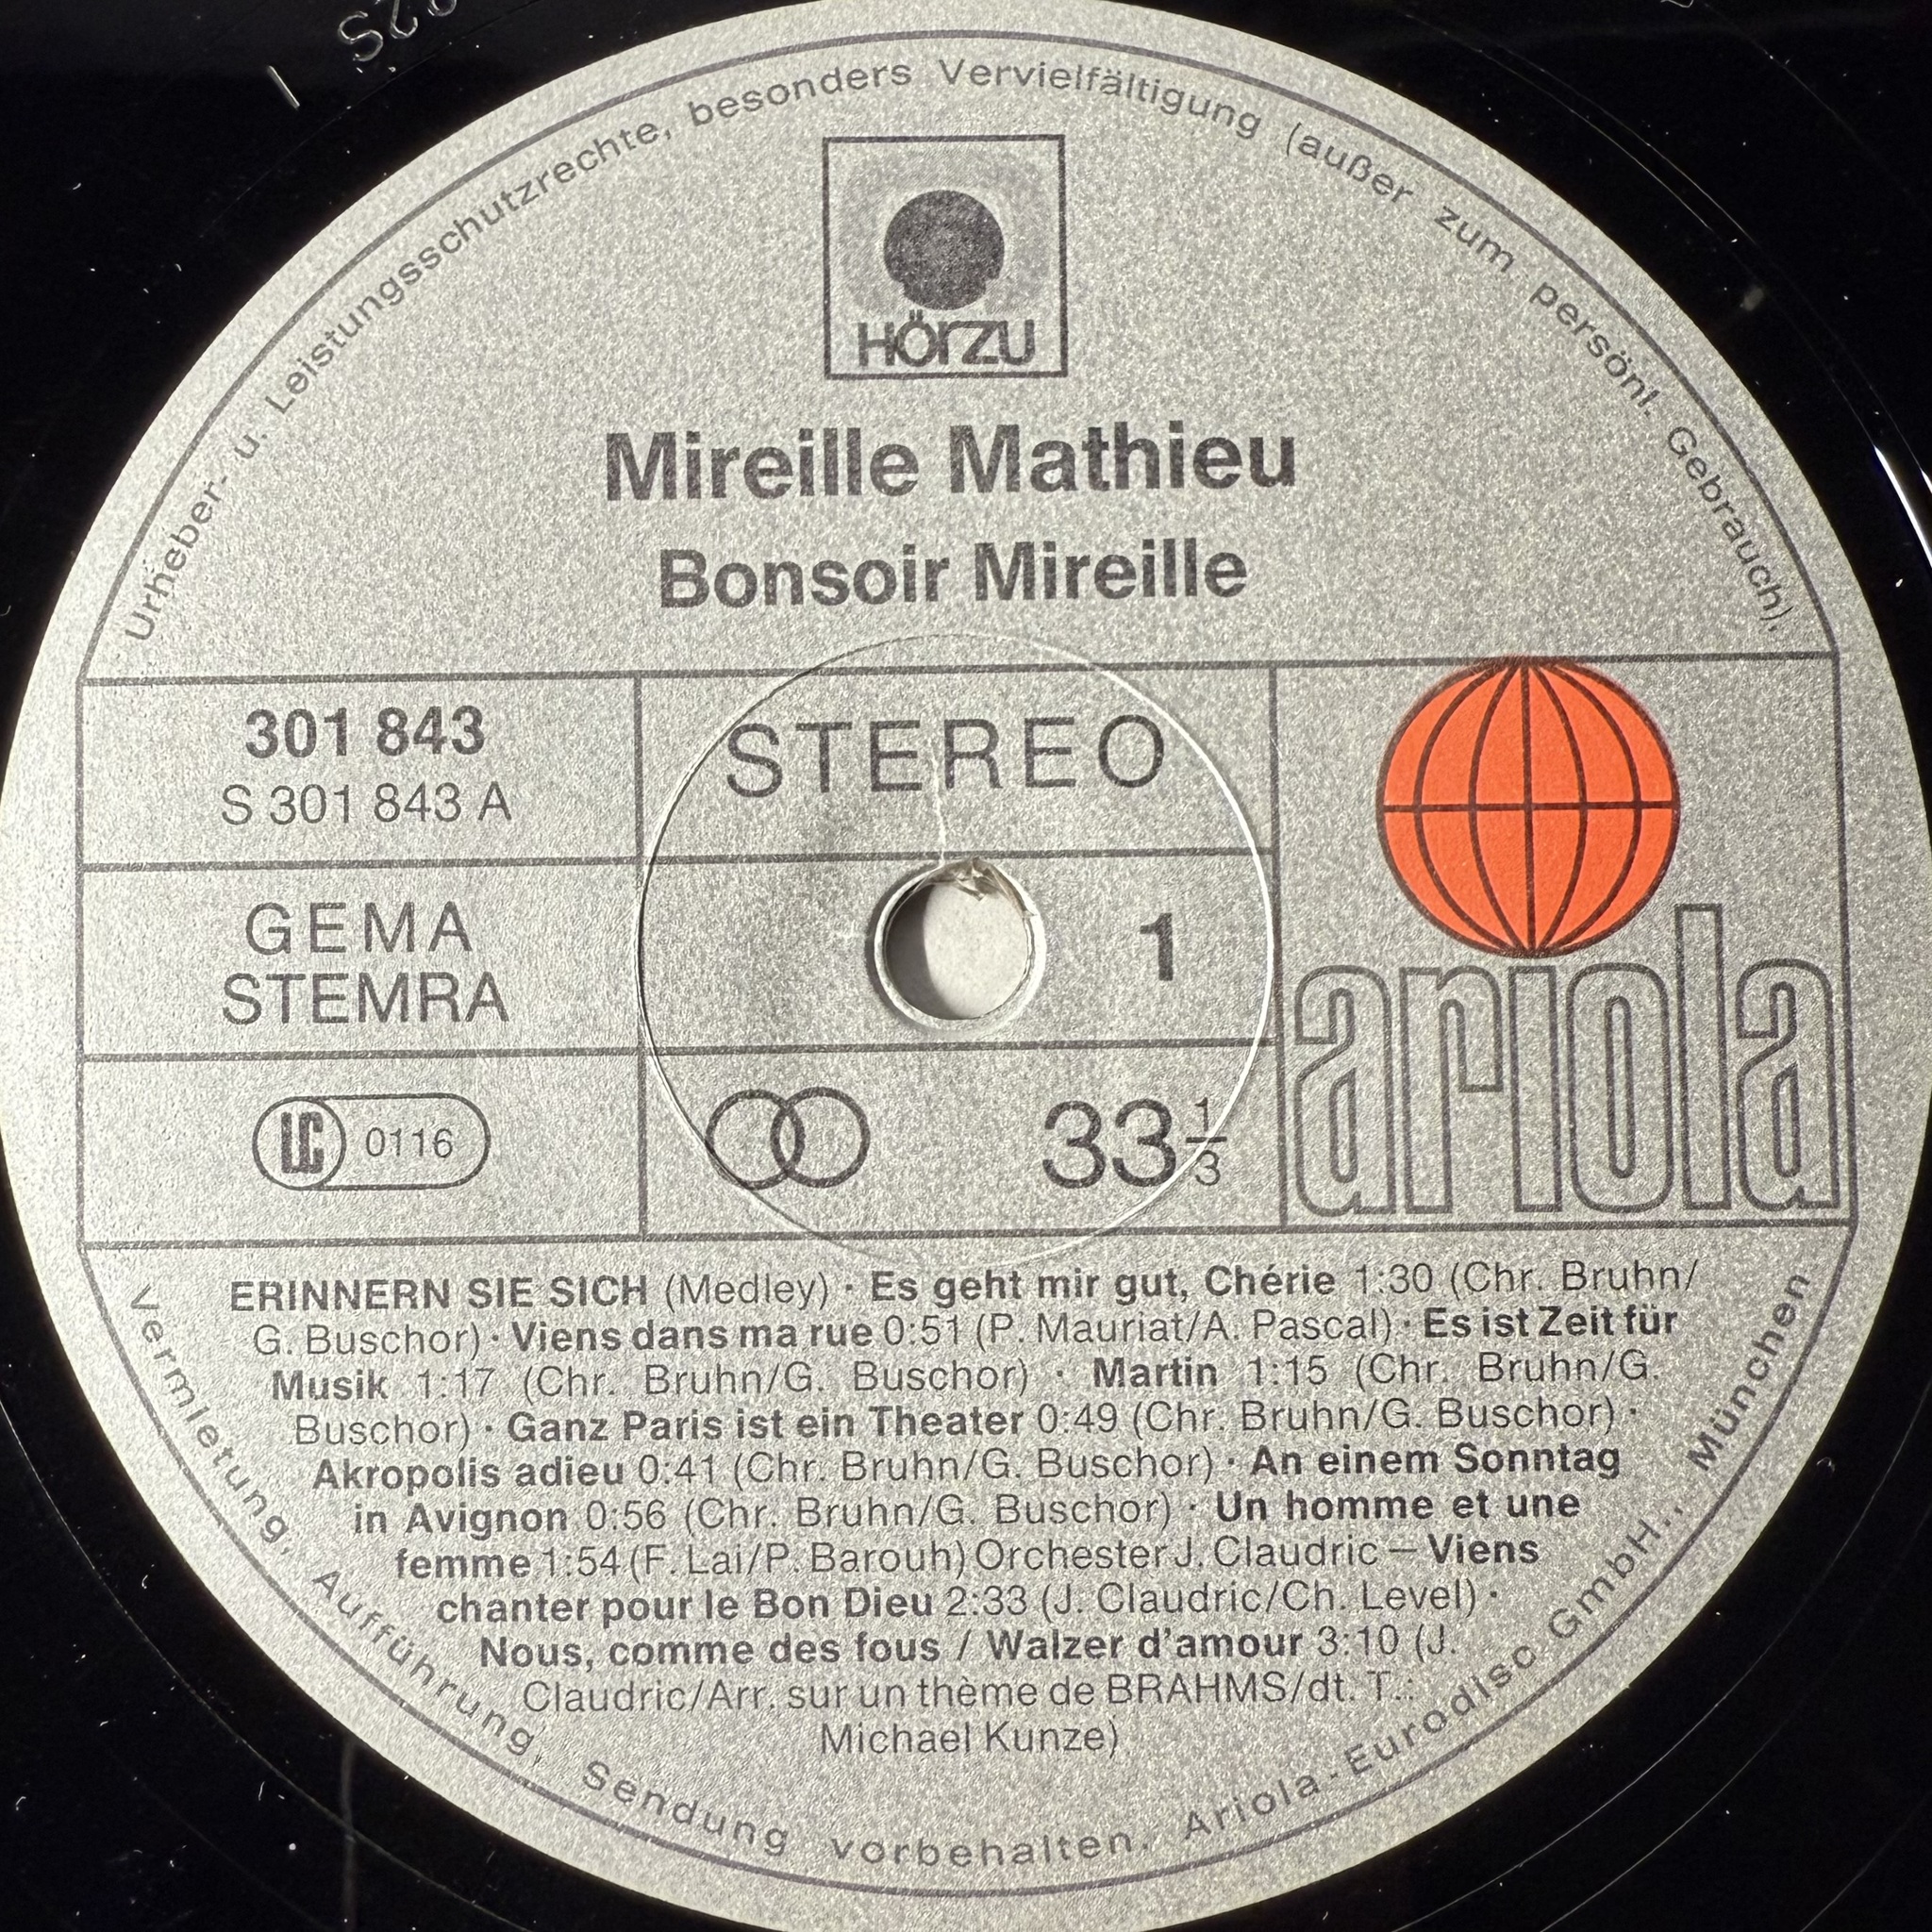 Urheber- u. Leistungsschutzrechte, besonders Vervielfältigung (außer zum persönl. Gebrauch),
HÖRZU
Mireille Mathieu
Bonsoir Mireille
301 843
S 301 843 A
STEREO
GEMA
STEMRA
1
LC 0116
33 1/3
ariola
ERINNERN SIE SICH (Medley) · Es geht mir gut, Chérie 1:30 (Chr. Bruhn/
G. Buschor) · Viens dans ma rue 0:51 (P. Mauriat/A. Pascal) · Es ist Zeit für
Musik 1:17 (Chr. Bruhn/G. Buschor) · Martin 1:15 (Chr. Bruhn/G.
Buschor) · Ganz Paris ist ein Theater 0:49 (Chr. Bruhn/G. Buschor) ·
Akropolis adieu 0:41 (Chr. Bruhn/G. Buschor) · An einem Sonntag
in Avignon 0:56 (Chr. Bruhn/G. Buschor) · Un homme et une
femme 1:54 (F. Lai/P. Barouh) Orchester J. Claudric – Viens
chanter pour le Bon Dieu 2:33 (J. Claudric/Ch. Level) ·
Nous, comme des fous / Walzer d'amour 3:10 (J.
Claudric/Arr. sur un thème de BRAHMS/dt. T.:
Michael Kunze)
Vermietung, Aufführung, Sendung vorbehalten. Ariola-Eurodisc GmbH., München